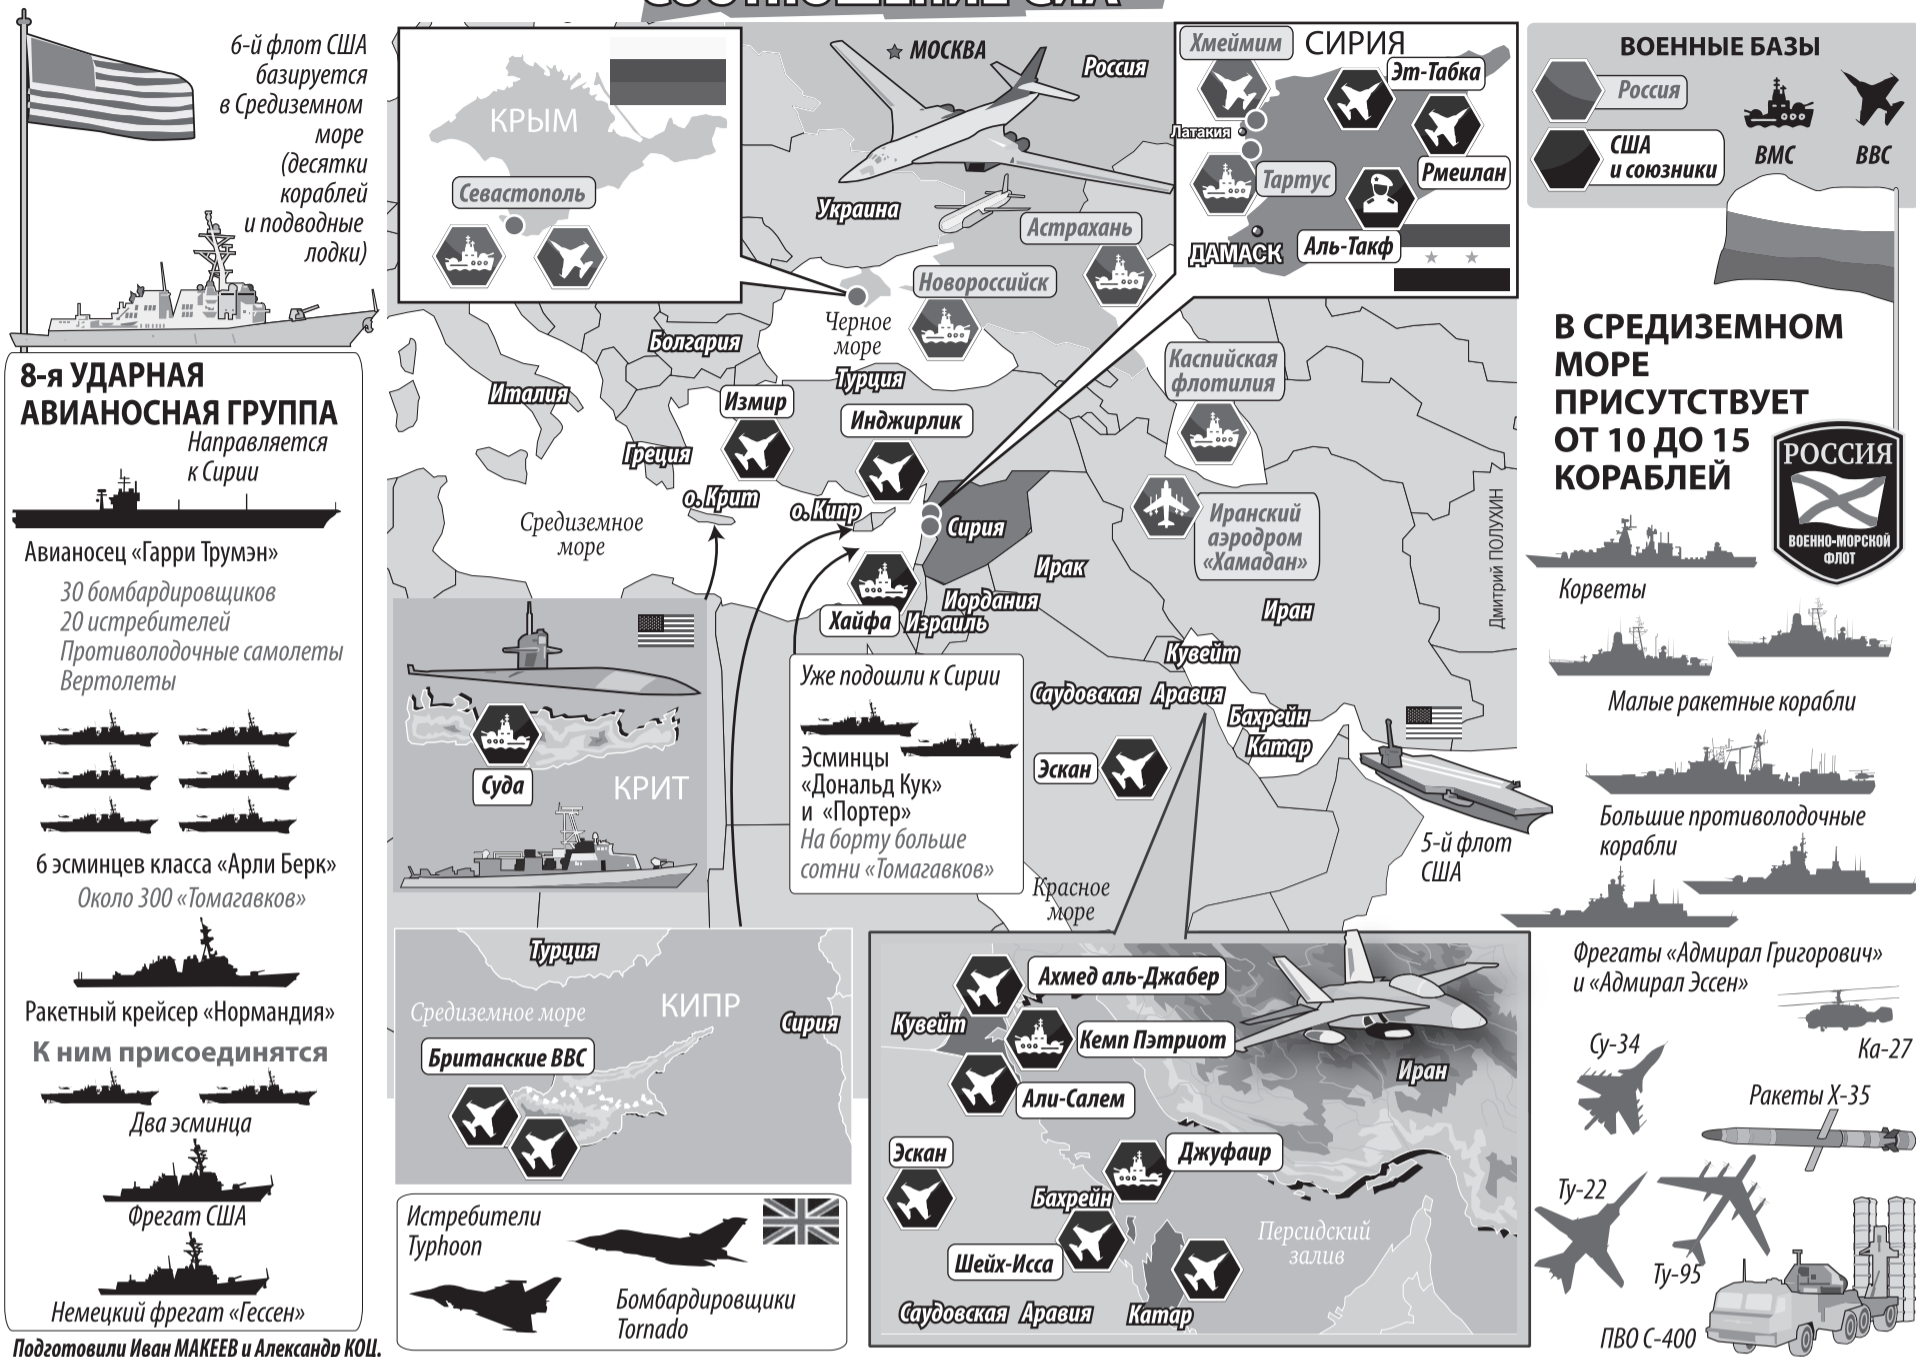 СООТНОШЕНИЕ СИЛ
6-й флот США
базируется
в Средиземном
море
(десятки
кораблей
и подводные
лодки)
8-я УДАРНАЯ
АВИАНОСНАЯ ГРУППА
Направляется
к Сирии
Авианосец «Гарри Трумэн»
30 бомбардировщиков
20 истребителей
Противолодочные самолеты
Вертолеты
6 эсминцев класса «Арли Берк»
Около 300 «Томагавков»
Ракетный крейсер «Нормандия»
К ним присоединятся
Два эсминца
Фрегат США
Немецкий фрегат «Гессен»
Подготовили Иван МАКЕЕВ и Александр КОЦ.
КРЫМ
Севастополь
МОСКВА
Россия
Украина
Астрахань
Новороссийск
Черное
море
Болгария
Турция
Италия
Измир
Инджирлик
Греция
о. Крит
о. Кипр
Средиземное
море
Сирия
Каспийская
флотилия
Иранский
аэродром
«Хамадан»
Ирак
Иордания
Хайфа
Израиль
Иран
Кувейт
Саудовская Аравия
Бахрейн
Катар
Эскан
5-й флот
США
Красное
море
Хмеймим
СИРИЯ
Эт-Табка
Латакия
Рмеилан
Тартус
ДАМАСК
Аль-Такф
Суда
КРИТ
Уже подошли к Сирии
Эсминцы
«Дональд Кук»
и «Портер»
На борту больше
сотни «Томагавков»
Турция
Средиземное море
КИПР
Сирия
Британские ВВС
Истребители
Typhoon
Бомбардировщики
Tornado
Ахмед аль-Джабер
Кувейт
Кемп Пэтриот
Али-Салем
Иран
Эскан
Джуфаир
Бахрейн
Шейх-Исса
Персидский
залив
Саудовская Аравия
Катар
Дмитрий ПОЛУХИН
ВОЕННЫЕ БАЗЫ
Россия
США
и союзники
ВМС
ВВС
В СРЕДИЗЕМНОМ
МОРЕ
ПРИСУТСТВУЕТ
ОТ 10 ДО 15
КОРАБЛЕЙ
РОССИЯ
ВОЕННО-МОРСКОЙ
ФЛОТ
Корветы
Малые ракетные корабли
Большие противолодочные
корабли
Фрегаты «Адмирал Григорович»
и «Адмирал Эссен»
Су-34
Ка-27
Ракеты Х-35
Ту-22
Ту-95
ПВО С-400